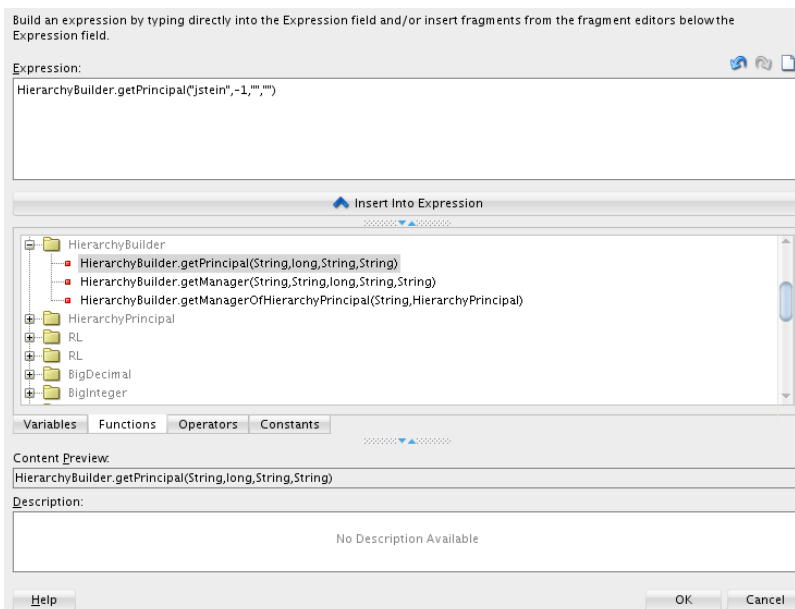 Build an expression by typing directly into the Expression field and/or insert fragments from the fragment editors below the
Expression field.
Expression:
HierarchyBuilder.getPrincipal("jstein",-1,"","")
Insert Into Expression
HierarchyBuilder
HierarchyBuilder.getPrincipal(String,long,String,String)
HierarchyBuilder.getManager(String,String,long,String,String)
HierarchyBuilder.getManagerOfHierarchyPrincipal(String,HierarchyPrincipal)
HierarchyPrincipal
RL
RL
BigDecimal
BigInteger
Variables Functions Operators Constants
Content Preview:
HierarchyBuilder.getPrincipal(String,long,String,String)
Description:
No Description Available
Help OK Cancel